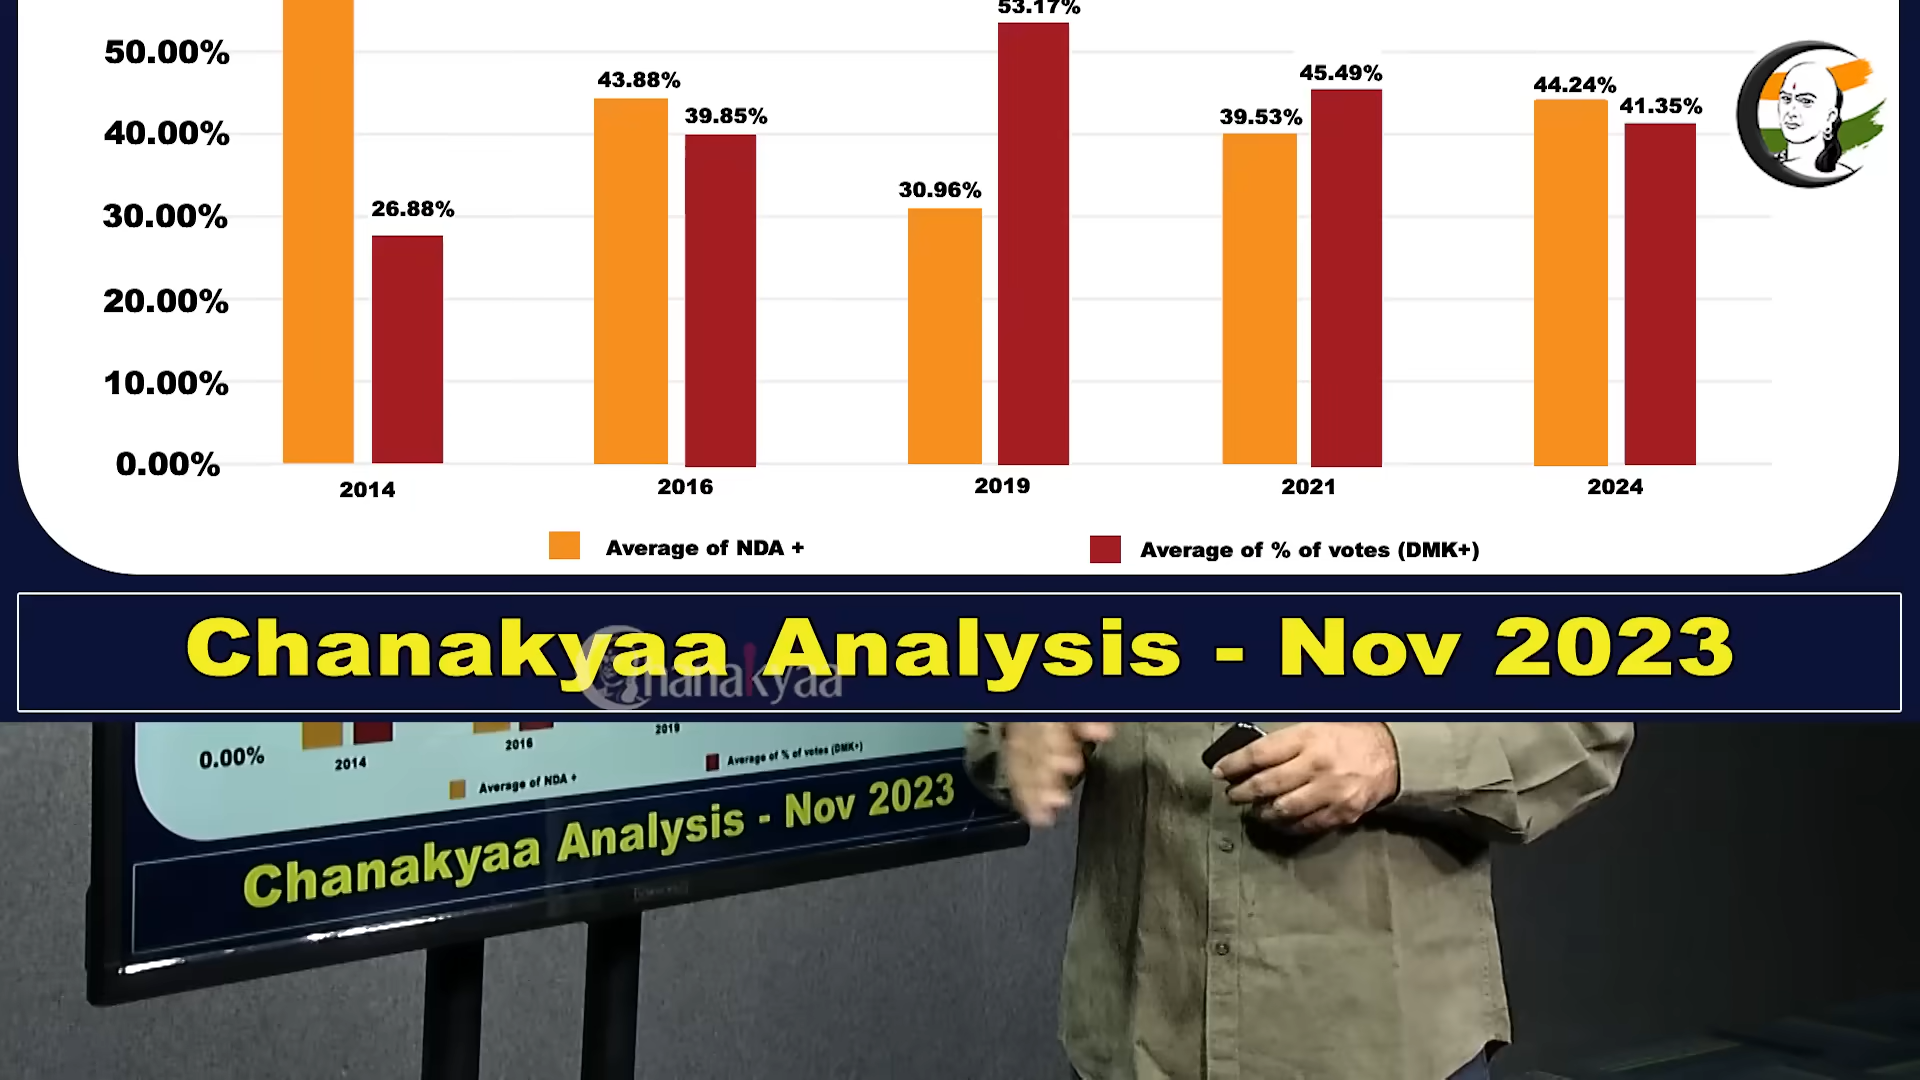 53.17%
50.00%
45.49%
43.88%
44.24%
41.35%
39.85%
39.53%
40.00%
30.96%
26.88%
30.00%
20.00%
10.00%
0.00%
2014 2016 2019 2021 2024
Average of NDA + Average of % of votes (DMK+)
Chanakyaa Analysis - Nov 2023
hanakyaa
0.00% 2014 2016 2019
Average of NDA + Average of % of votes (DMK+)
Chanakyaa Analysis - Nov 2023